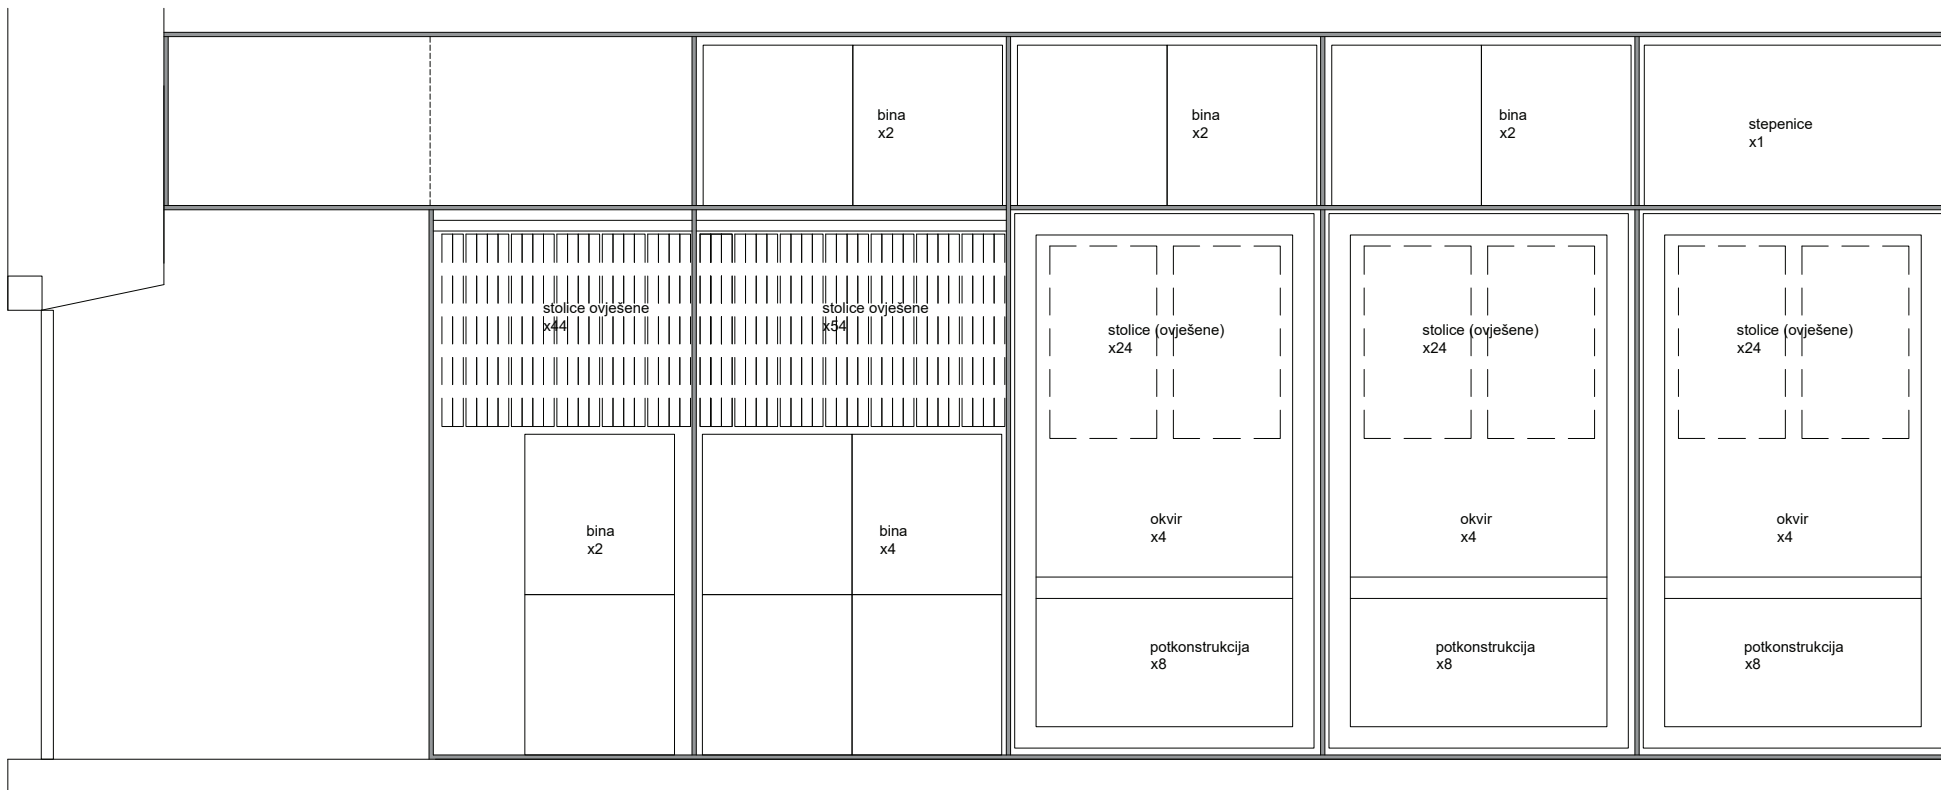 bina
x2
bina
x2
bina
x2
stepenice
x1
stolice ovješene
x44
stolice ovješene
x54
stolice (ovješene)
x24
stolice (ovješene)
x24
stolice (ovješene)
x24
bina
x2
bina
x4
okvir
x4
okvir
x4
okvir
x4
potkonstrukcija
x8
potkonstrukcija
x8
potkonstrukcija
x8